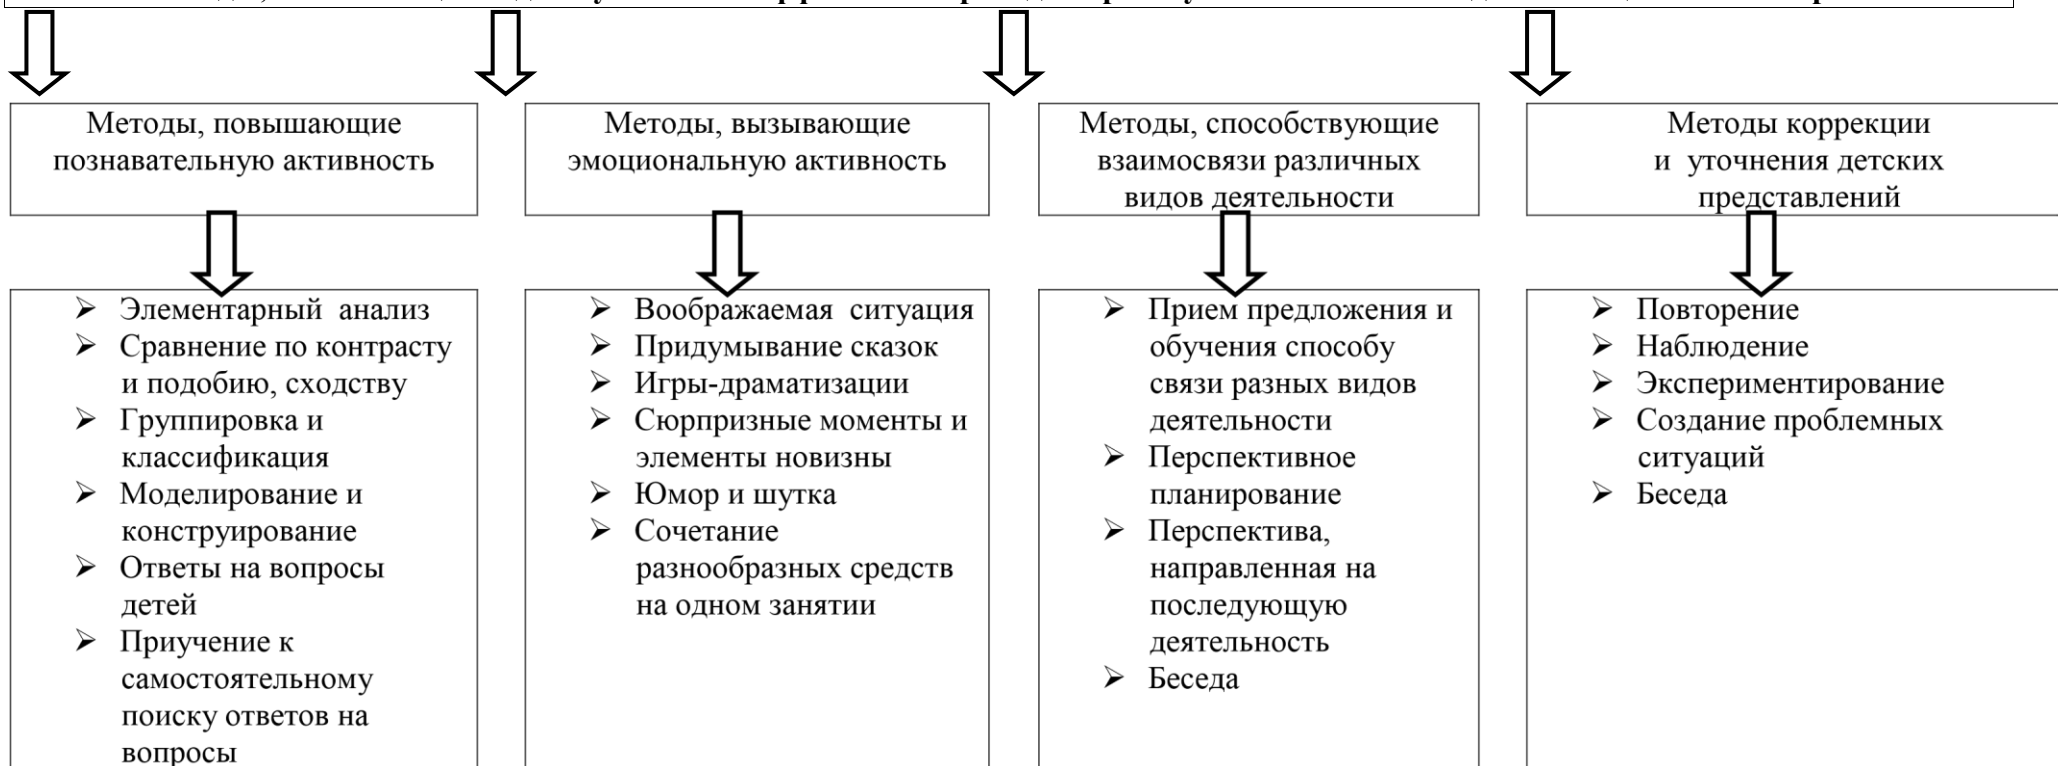 Методы, повышающие
познавательную активность
Методы, вызывающие
эмоциональную активность
Методы, способствующие
взаимосвязи различных
видов деятельности
Методы коррекции
и уточнения детских
представлений
Элементарный анализ
Сравнение по контрасту
и подобию, сходству
Группировка и
классификация
Моделирование и
конструирование
Ответы на вопросы
детей
Приучение к
самостоятельному
поиску ответов на
вопросы
Воображаемая ситуация
Придумывание сказок
Игры-драматизации
Сюрпризные моменты и
элементы новизны
Юмор и шутка
Сочетание
разнообразных средств
на одном занятии
Прием предложения и
обучения способу
связи разных видов
деятельности
Перспективное
планирование
Перспектива,
направленная на
последующую
деятельность
Беседа
Повторение
Наблюдение
Экспериментирование
Создание проблемных
ситуаций
Беседа